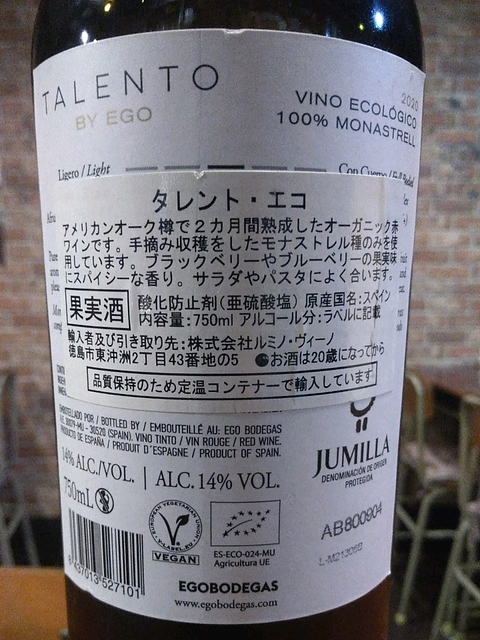 TALENTO
BY EGO
2020
VINO ECOLÓGICO
100% MONASTRELL
Ligero / Light
Con Cuerpo /
タレント・エコ
アメリカンオーク樽で2カ月間熟成したオーガニック赤
ワインです。手摘み収穫をしたモナストレル種のみを使
用しています。ブラックベリーやブルーベリーの果実味
にスパイシーな香り。サラダやパスタによく合います。
果実酒
酸化防止剤(亜硫酸塩) 原産国名:スペイン
内容量:750ml アルコール分:ラベルに記載
輸入者及び引き取り先:株式会社ルミノ・ヴィーノ
徳島市東沖洲2丁目43番地の5 ●お酒は20歳になってから
品質保持のため定温コンテナーで輸入しています
EMBOTELLADO POR / BOTTLED BY / EMBOUTEILLÉ AU: EGO BODEGAS
30520 (SPAIN). VINO TINTO / VIN ROUGE / RED WINE.
PRODUCTO DE ESPAÑA / PRODUIT D'ESPAGNE / PRODUCT OF SPAIN.
14% ALC./VOL. | ALC. 14% VOL.
750mL
JUMILLA
DENOMINACIÓN DE ORIGEN
PROTEGIDA
EUROPEAN VEGETARIAN UNION
V-LABEL.EU
VEGAN
ES-ECO-024-MU
Agricultura UE
AB800904
8437013527101
EGOBODEGAS
www.egobodegas.com